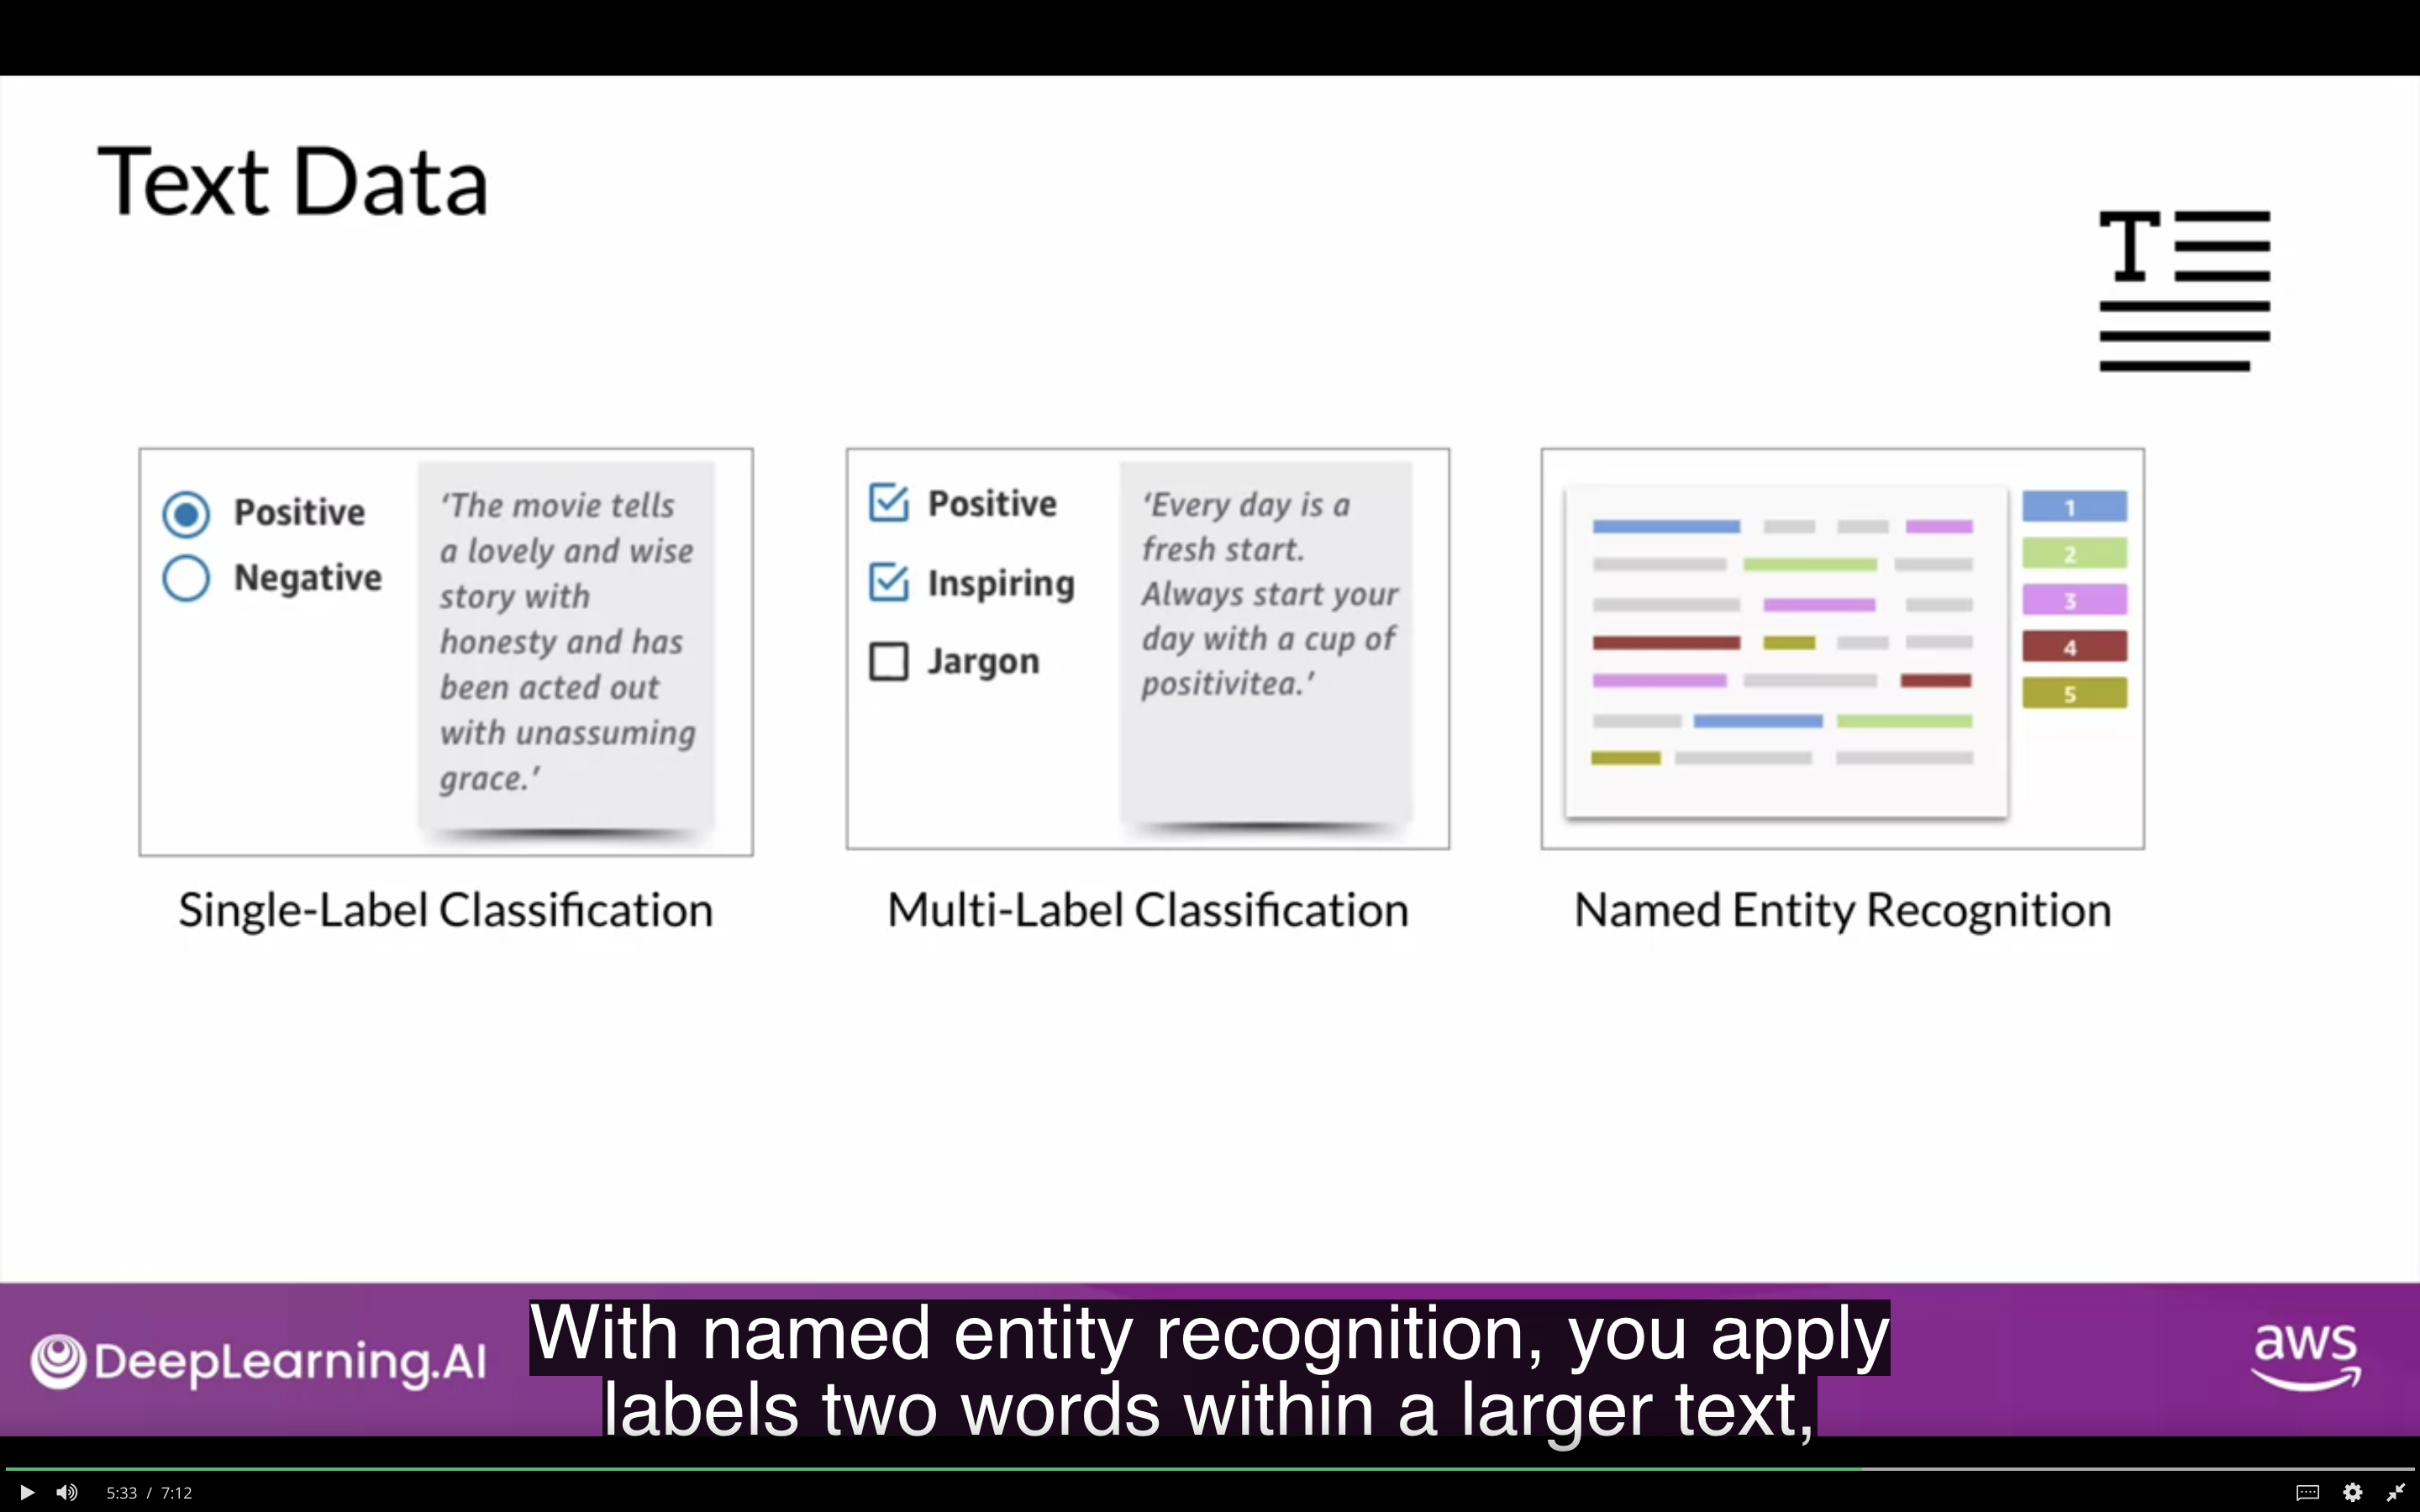 Text Data
T
Positive
Negative
‘The movie tells
a lovely and wise
story with
honesty and has
been acted out
with unassuming
grace.’
Single-Label Classification
Positive
Inspiring
Jargon
‘Every day is a
fresh start.
Always start your
day with a cup of
positivitea.’
Multi-Label Classification
1
2
3
4
5
Named Entity Recognition
DeepLearning.AI
With named entity recognition, you apply
labels two words within a larger text,
aws
5:33 / 7:12